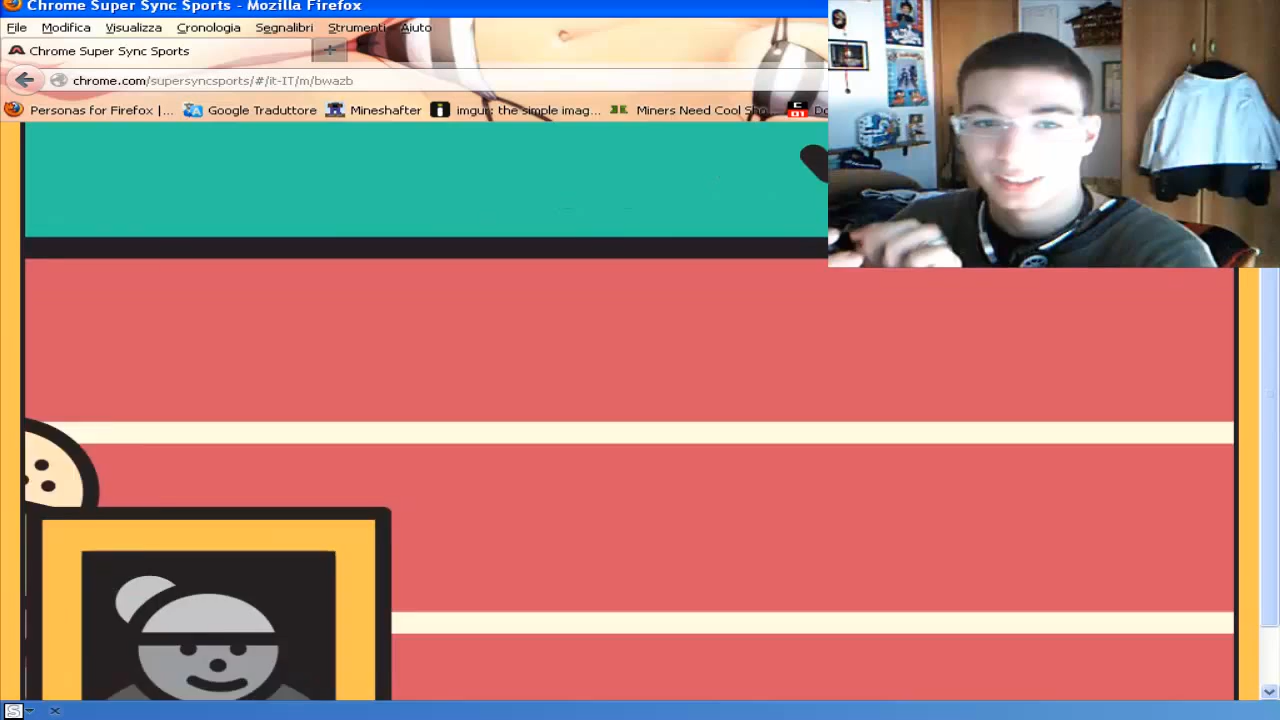 Chrome Super Sync Sports - Mozilla Firefox
File Modifica Visualizza Cronologia Segnalibri Strumenti Aiuto
Chrome Super Sync Sports
chrome.com/supersyncsports/#/it-IT/m/bwazb
Personas for Firefox |... Google Traduttore Mineshafter imgur: the simple imag... Miners Need Cool Sho...